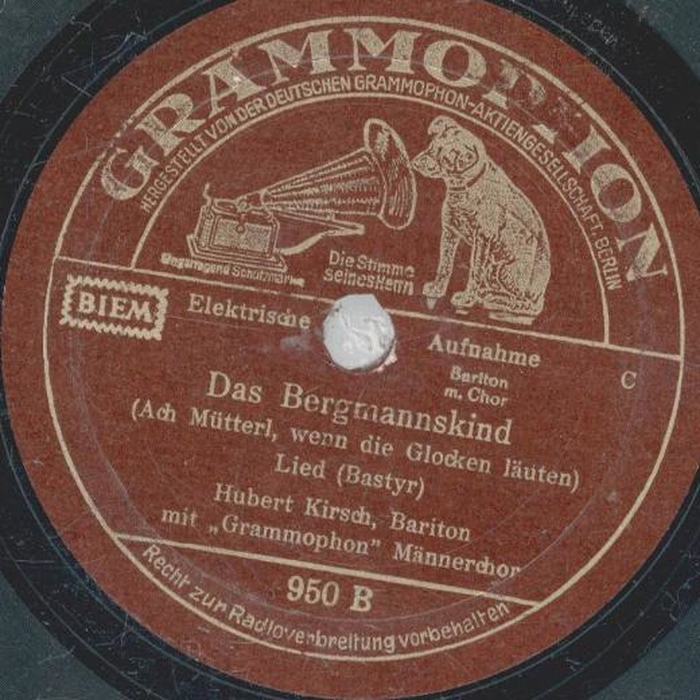 GRAMMOPHON
HERGESTELLT VON DER DEUTSCHEN GRAMMOPHON-AKTIENGESELLSCHAFT, BERLIN
Eingetragene Schutzmarke
Die Stimme
seines Herrn
BIEM
Elektrische Aufnahme
Bariton
m. Chor
C
Das Bergmannskind
(Ach Mütterl, wenn die Glocken läuten)
Lied (Bastyr)
Hubert Kirsch, Bariton
mit „Grammophon” Männerchor
950 B
Recht zur Radioverbreitung vorbehalten